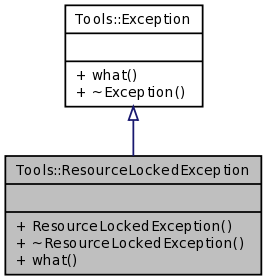 Tools::Exception
+ what()
+ ~Exception()
Tools::ResourceLockedException
+ ResourceLockedException()
+ ~ResourceLockedException()
+ what()